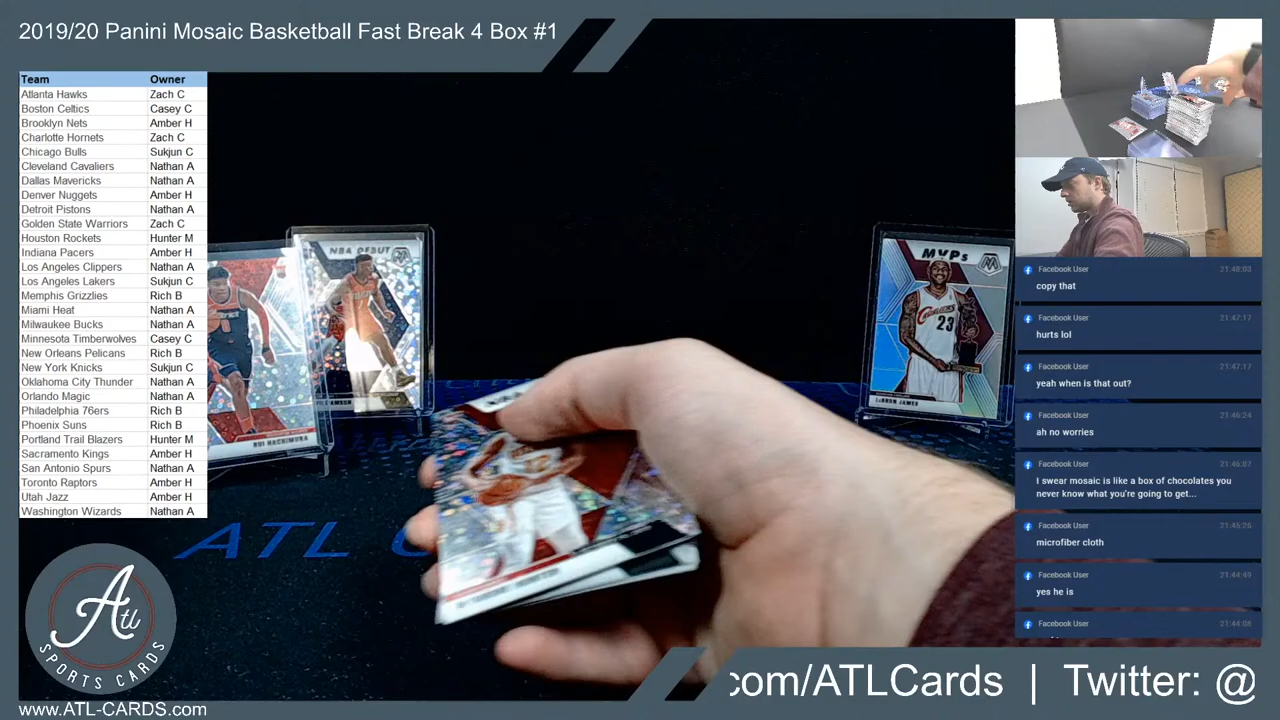 2019/20 Panini Mosaic Basketball Fast Break 4 Box #1
Team Owner
Atlanta Hawks Zach C
Boston Celtics Casey C
Brooklyn Nets Amber H
Charlotte Hornets Zach C
Chicago Bulls Sukjun C
Cleveland Cavaliers Nathan A
Dallas Mavericks Nathan A
Denver Nuggets Amber H
Detroit Pistons Nathan A
Golden State Warriors Zach C
Houston Rockets Hunter M
Indiana Pacers Amber H
Los Angeles Clippers Nathan A
Los Angeles Lakers Sukjun C
Memphis Grizzlies Rich B
Miami Heat Nathan A
Milwaukee Bucks Nathan A
Minnesota Timberwolves Casey C
New Orleans Pelicans Rich B
New York Knicks Sukjun C
Oklahoma City Thunder Nathan A
Orlando Magic Nathan A
Philadelphia 76ers Rich B
Phoenix Suns Rich B
Portland Trail Blazers Hunter M
Sacramento Kings Amber H
San Antonio Spurs Nathan A
Toronto Raptors Amber H
Utah Jazz Amber H
Washington Wizards Nathan A
RUI HACHIMURA
NBA DEBUT
MVPs
CAVALIERS
23
LeBRON JAMES
ATL
Facebook User 21:48:03
copy that
Facebook User 21:47:17
hurts lol
Facebook User 21:47:17
yeah when is that out?
Facebook User 21:46:24
ah no worries
Facebook User 21:46:07
I swear mosaic is like a box of chocolates you
never know what you're going to get...
Facebook User 21:45:26
microfiber cloth
Facebook User 21:44:49
yes he is
Facebook User 21:44:08
Atl
SPORTS CARDS
www.ATL-CARDS.com
com/ATLCards | Twitter: @